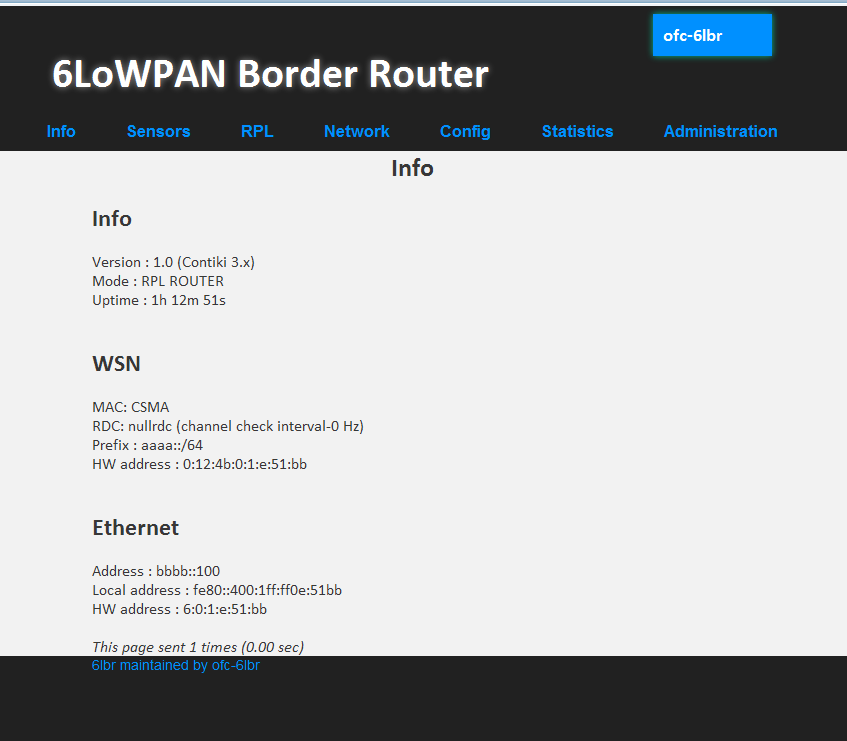 ofc-6lbr
6LoWPAN Border Router
Info Sensors RPL Network Config Statistics Administration
Info
Info
Version : 1.0 (Contiki 3.x)
Mode : RPL ROUTER
Uptime : 1h 12m 51s
WSN
MAC: CSMA
RDC: nullrdc (channel check interval-0 Hz)
Prefix : aaaa::/64
HW address : 0:12:4b:0:1:e:51:bb
Ethernet
Address : bbbb::100
Local address : fe80::400:1ff:ff0e:51bb
HW address : 6:0:1:e:51:bb
This page sent 1 times (0.00 sec)
6lbr maintained by ofc-6lbr